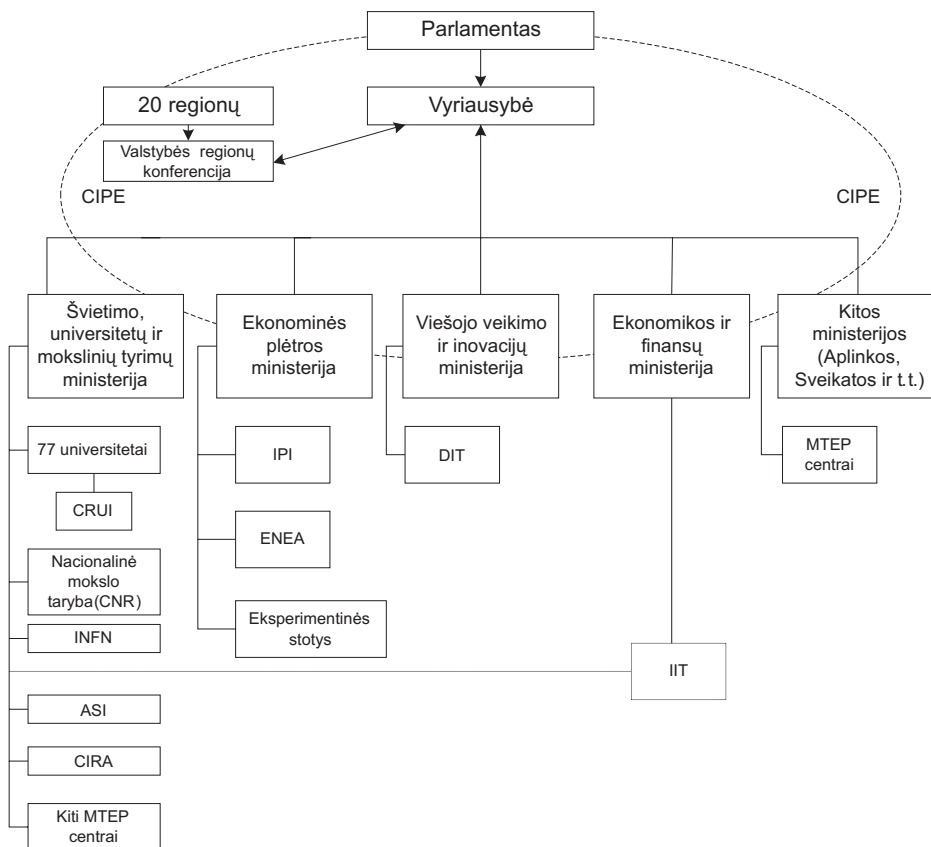 Parlamentas
20 regionų
Vyriausybė
Valstybės regionų
konferencija
CIPE
CIPE
Švietimo,
universitetų ir
mokslinių tyrimų
ministerija
Ekonominės
plėtros
ministerija
Viešojo veikimo
ir inovacijų
ministerija
Ekonomikos ir
finansų
ministerija
Kitos
ministerijos
(Aplinkos,
Sveikatos ir t.t.)
77 universitetai
CRUI
Nacionalinė
mokslo
taryba(CNR)
INFN
ASI
CIRA
Kiti MTEP
centrai
IPI
ENEA
Eksperimentinės
stotys
DIT
IIT
MTEP
centrai